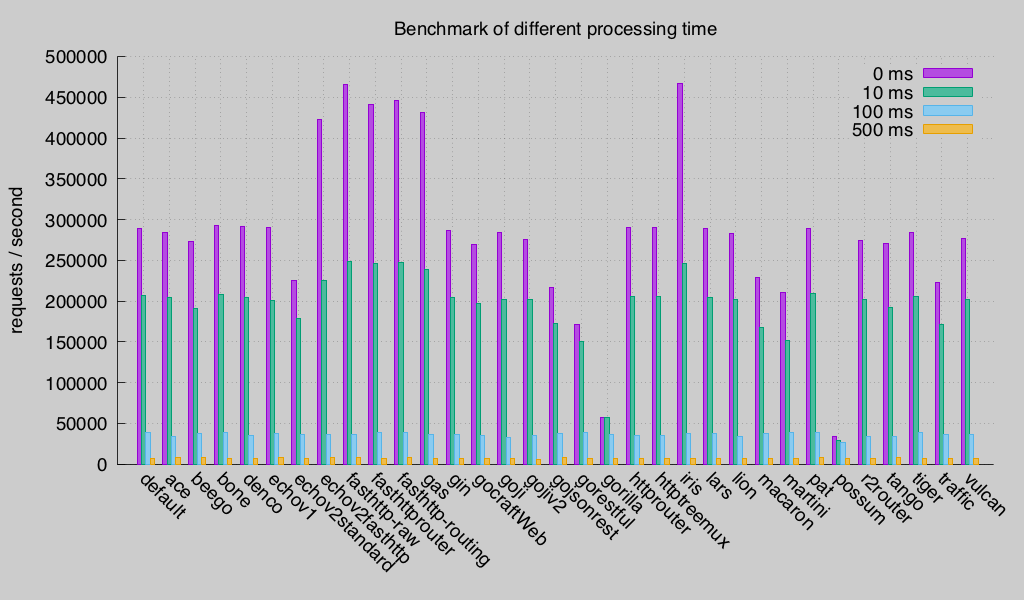 Benchmark of different processing time
requests / second
500000
450000
400000
350000
300000
250000
200000
150000
100000
50000
0
0 ms
10 ms
100 ms
500 ms
default
ace
beego
bone
denco
echov1
echov2standard
echov2fasthttp
fasthttp-raw
fasthttprouter
fasthttp-routing
gas
gin
gocraftWeb
goji
gojiv2
gojsonrest
gorestful
gorilla
httprouter
httptreemux
iris
lars
lion
macaron
martini
pat
possum
r2router
tango
tiger
traffic
vulcan